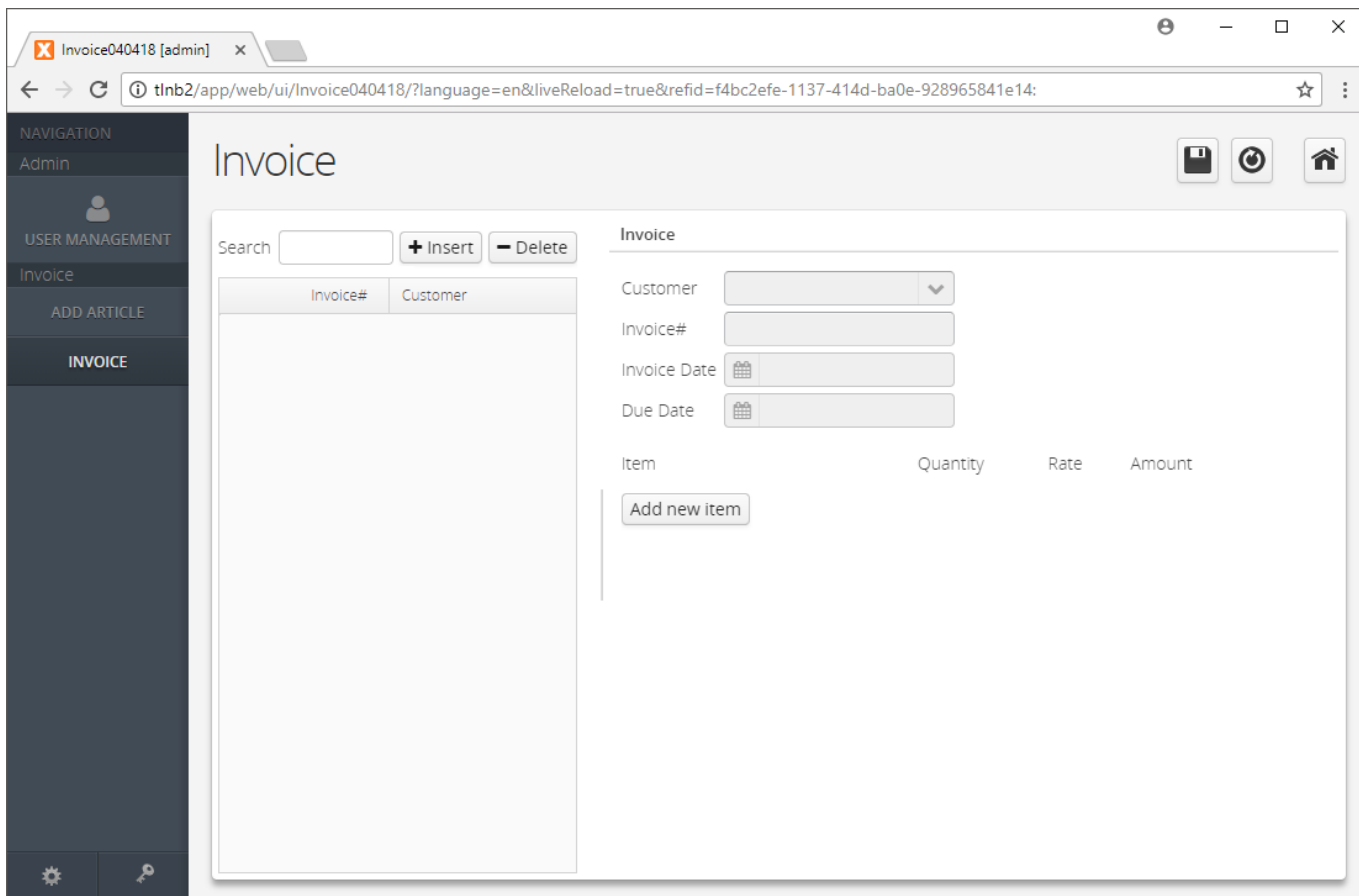 Invoice040418 [admin]
tlnb2/app/web/ui/Invoice040418/?language=en&liveReload=true&refid=f4bc2efe-1137-414d-ba0e-928965841e14:
NAVIGATION
Admin
USER MANAGEMENT
Invoice
ADD ARTICLE
INVOICE
Invoice
Search
Insert
Delete
Invoice# Customer
Invoice
Customer
Invoice#
Invoice Date
Due Date
Item Quantity Rate Amount
Add new item